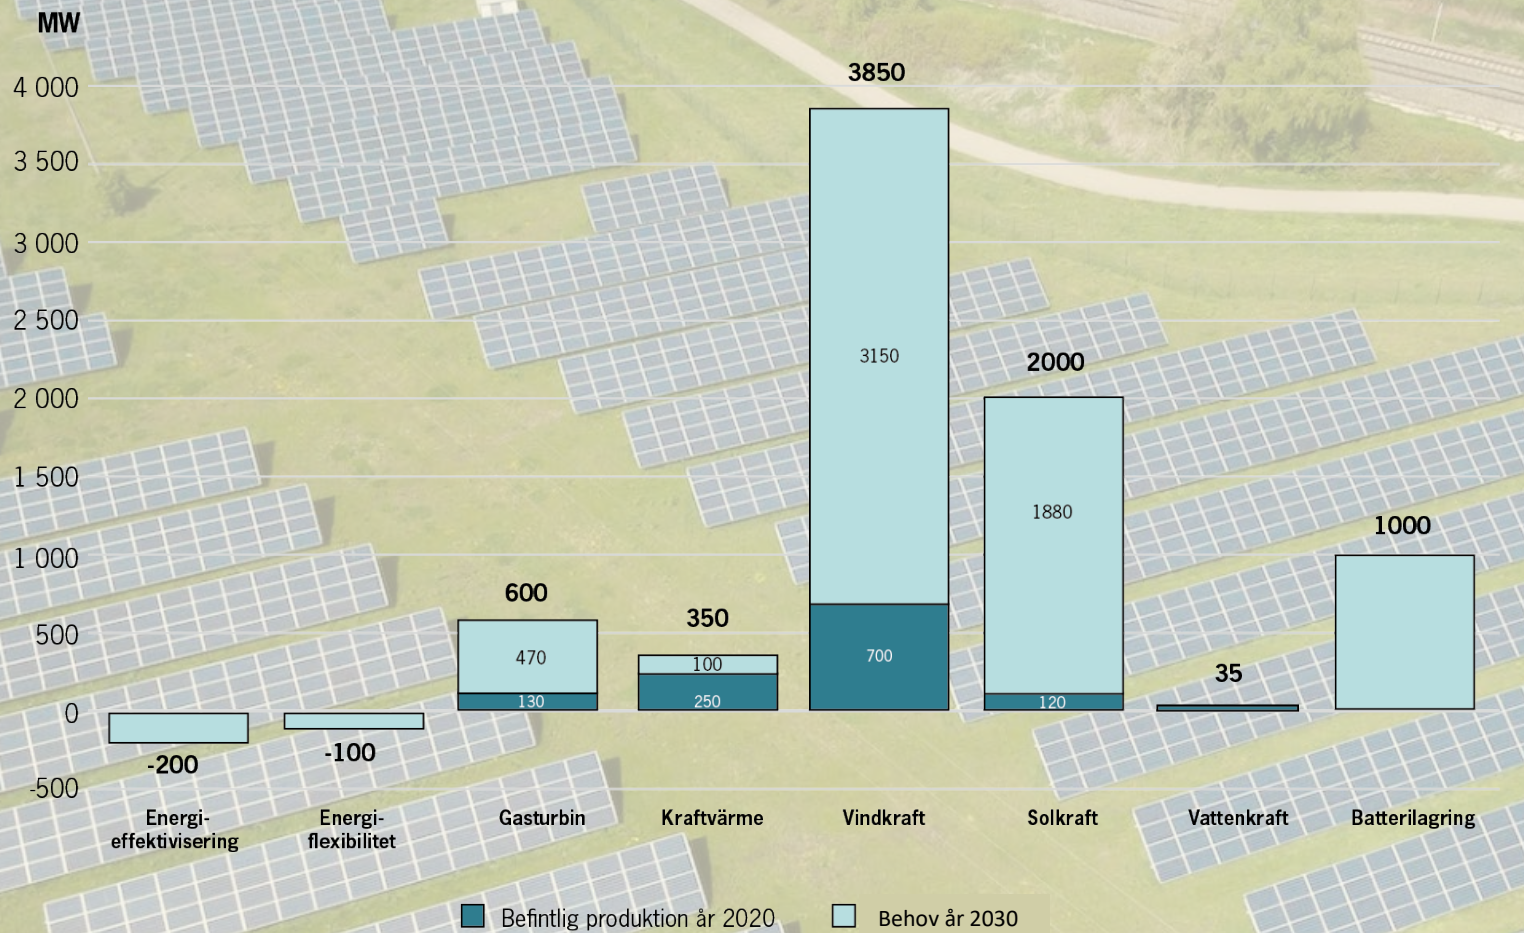 MW
4 000
3 500
3 000
2 500
2 000
1 500
1 000
500
0
-500
-200
-100
600
470
130
350
100
250
3850
3150
700
2000
1880
120
35
1000
Energi-
effektivisering
Energi-
flexibilitet
Gasturbin
Kraftvärme
Vindkraft
Solkraft
Vattenkraft
Batterilagring
Befintlig produktion år 2020
Behov år 2030